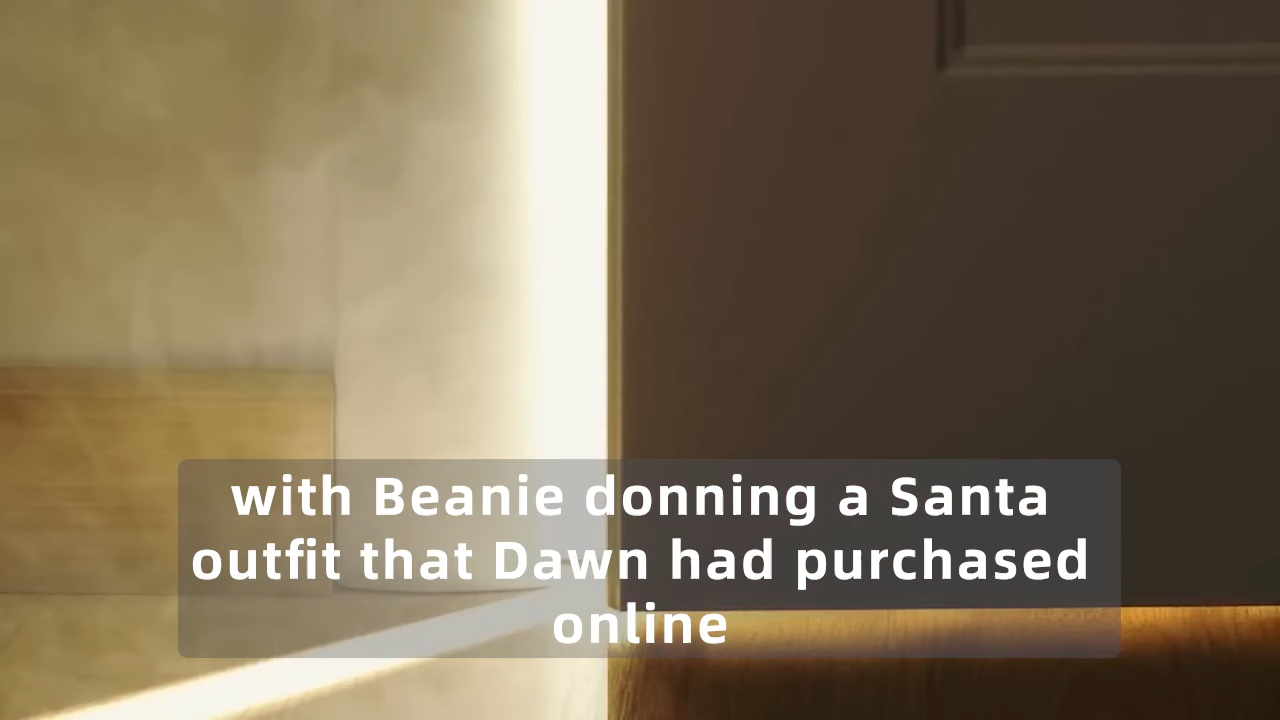 with Beanie donning a Santa
outfit that Dawn had purchased
online